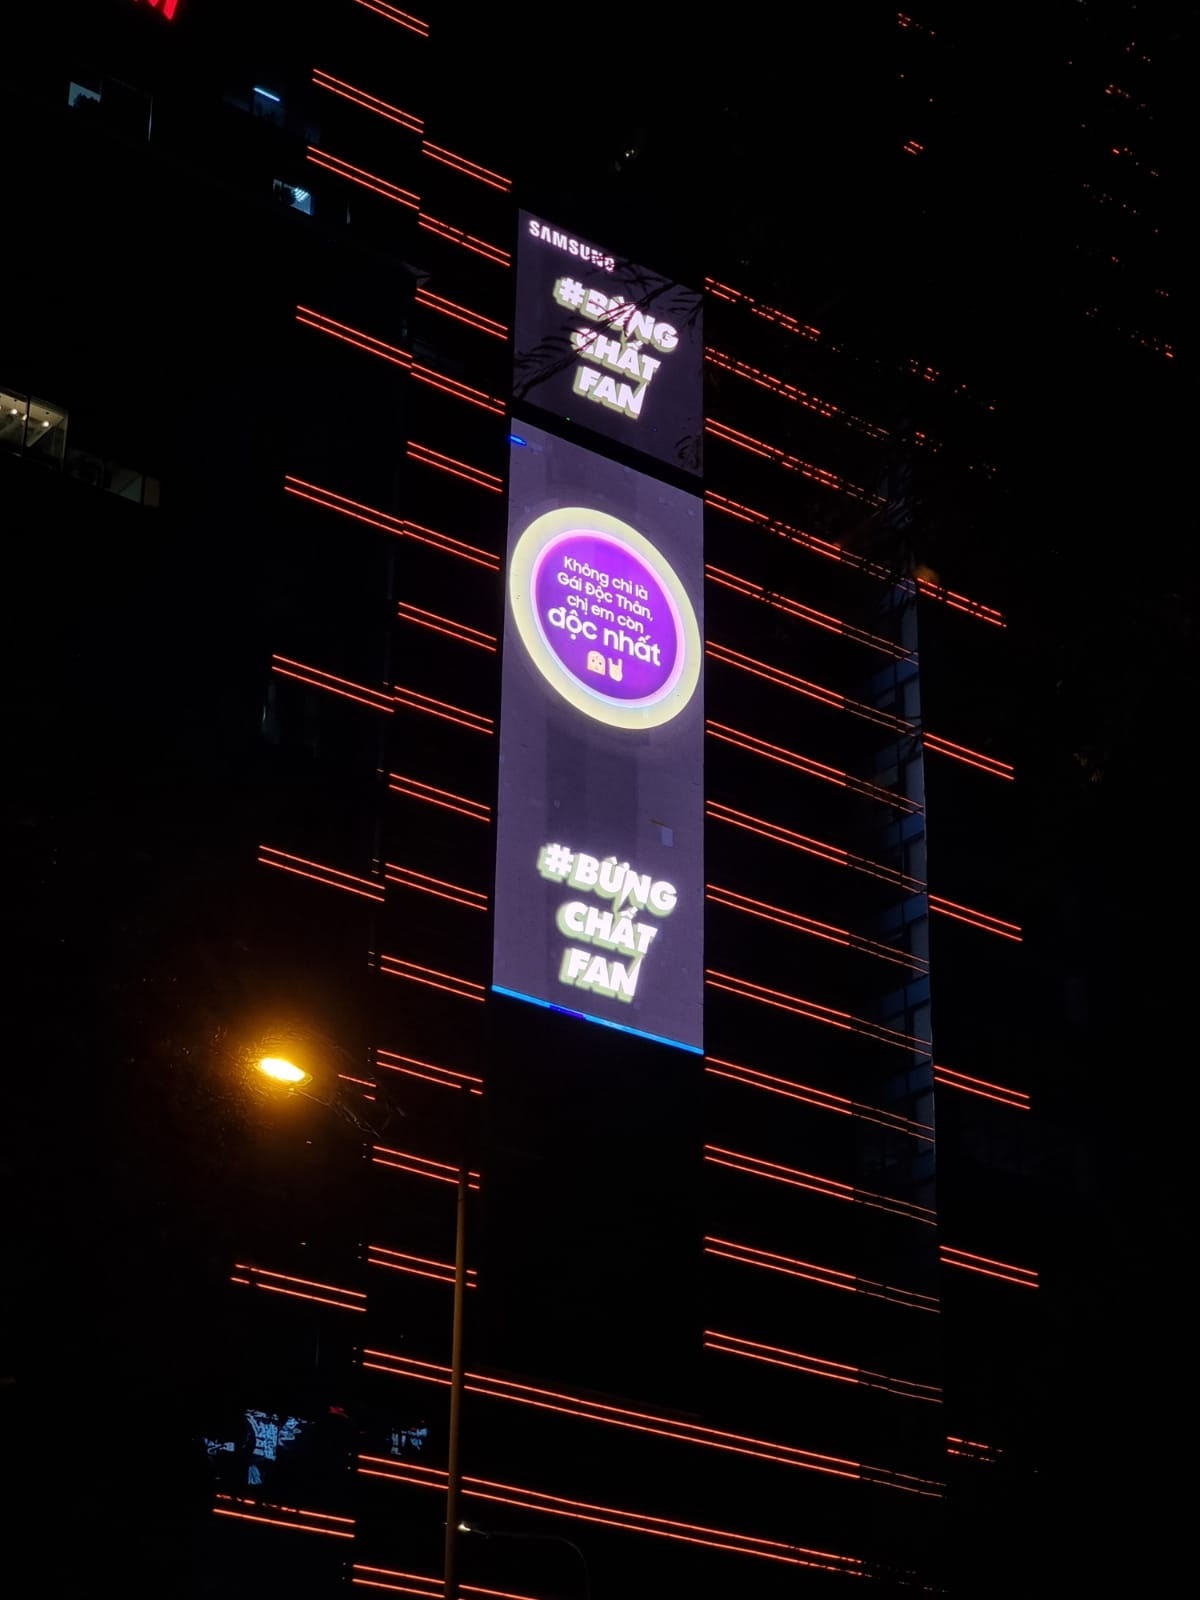 SAMSUNG
#BỪNG
CHẤT
FAN
Không chỉ là
Gái Độc Thân,
chị em còn
độc nhất
#BỪNG
CHẤT
FAN